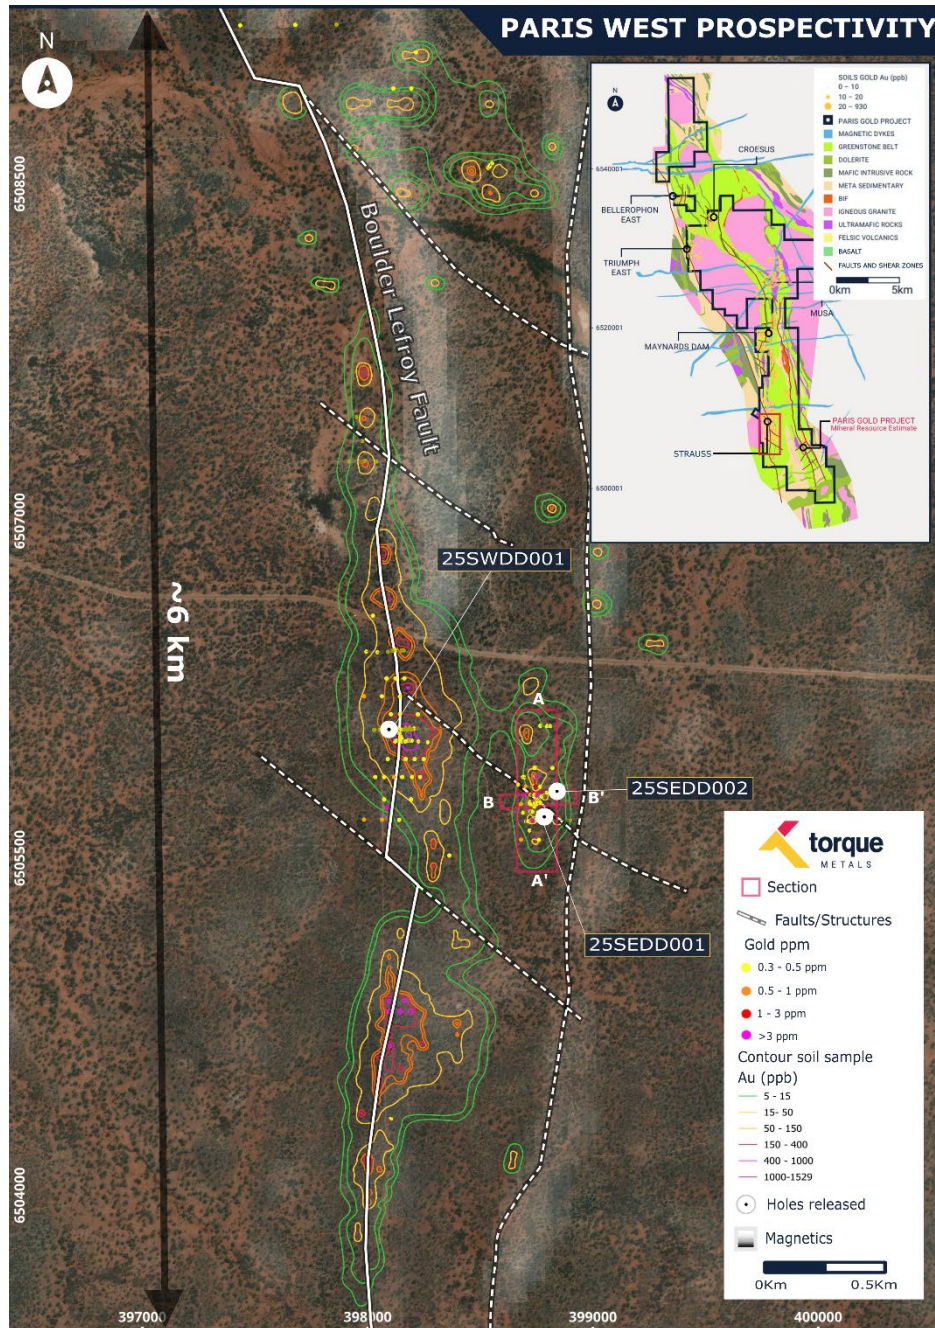 PARIS WEST PROSPECTIVITY
N
N
SOILS GOLD Au (ppb)
0 – 10
10 – 20
20 – 930
PARIS GOLD PROJECT
MAGNETIC DYKES
GREENSTONE BELT
DOLERITE
MAFIC INTRUSIVE ROCK
META SEDIMENTARY
BIF
IGNEOUS GRANITE
ULTRAMAFIC ROCKS
FELSIC VOLCANICS
BASALT
FAULTS AND SHEAR ZONES
0km 5km
CROESUS
6540001
BELLEROPHON
EAST
TRIUMPH
EAST
MUSA
6520001
MAYNARDS DAM
PARIS GOLD PROJECT
Mineral Resource Estimate
STRAUSS
6500001
6508500
Boulder Lefroy Fault
6507000
25SWDD001
~6 km
A
25SEDD002
B
B'
A'
6505500
25SEDD001
6504000
torque
METALS
Section
Faults/Structures
Gold ppm
0.3 - 0.5 ppm
0.5 - 1 ppm
1 - 3 ppm
>3 ppm
Contour soil sample
Au (ppb)
5 - 15
15- 50
50 - 150
150 - 400
400 - 1000
1000-1529
Holes released
Magnetics
0Km 0.5Km
397000
398000
399000
400000